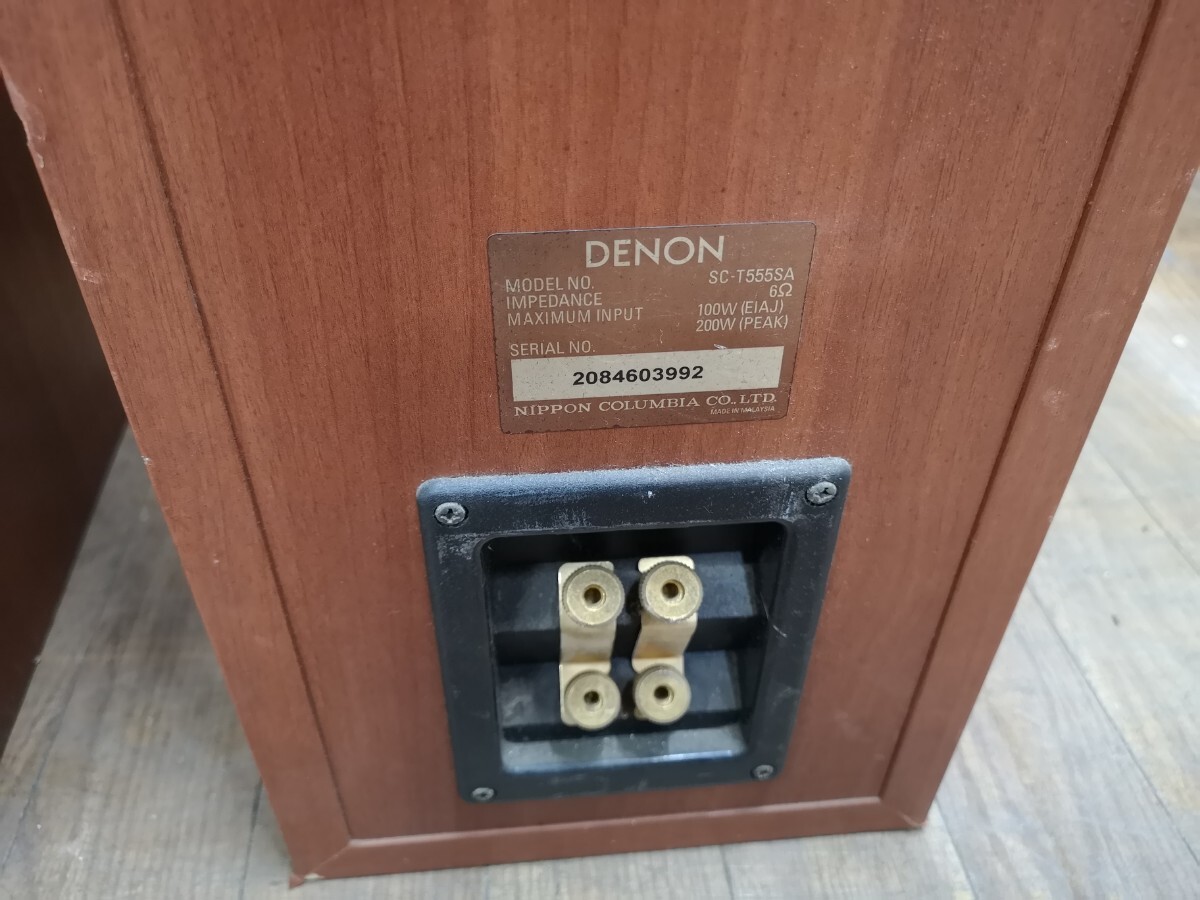 DENON
MODEL NO. SC-T555SA
IMPEDANCE 6Ω
MAXIMUM INPUT 100W (EIAJ)
200W (PEAK)
SERIAL NO.
2084603992
NIPPON COLUMBIA CO., LTD.
MADE IN MALAYSIA